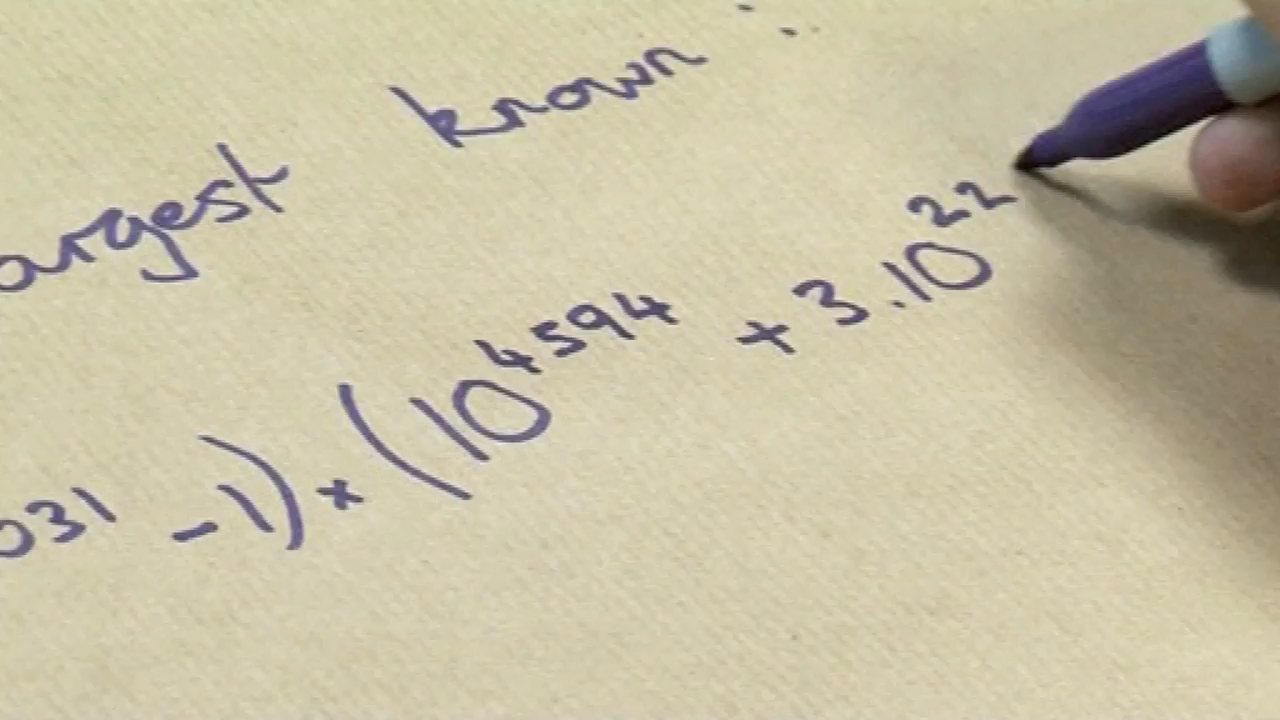 argest known :
031 -1) * (10^4594 + 3.10^22